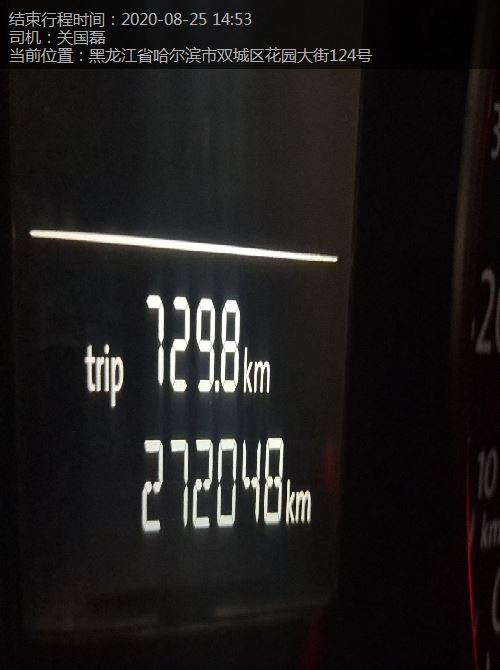 结束行程时间：2020-08-25 14:53
司机：关国磊
当前位置：黑龙江省哈尔滨市双城区花园大街124号
trip 729.8 km
272048 km
10
km